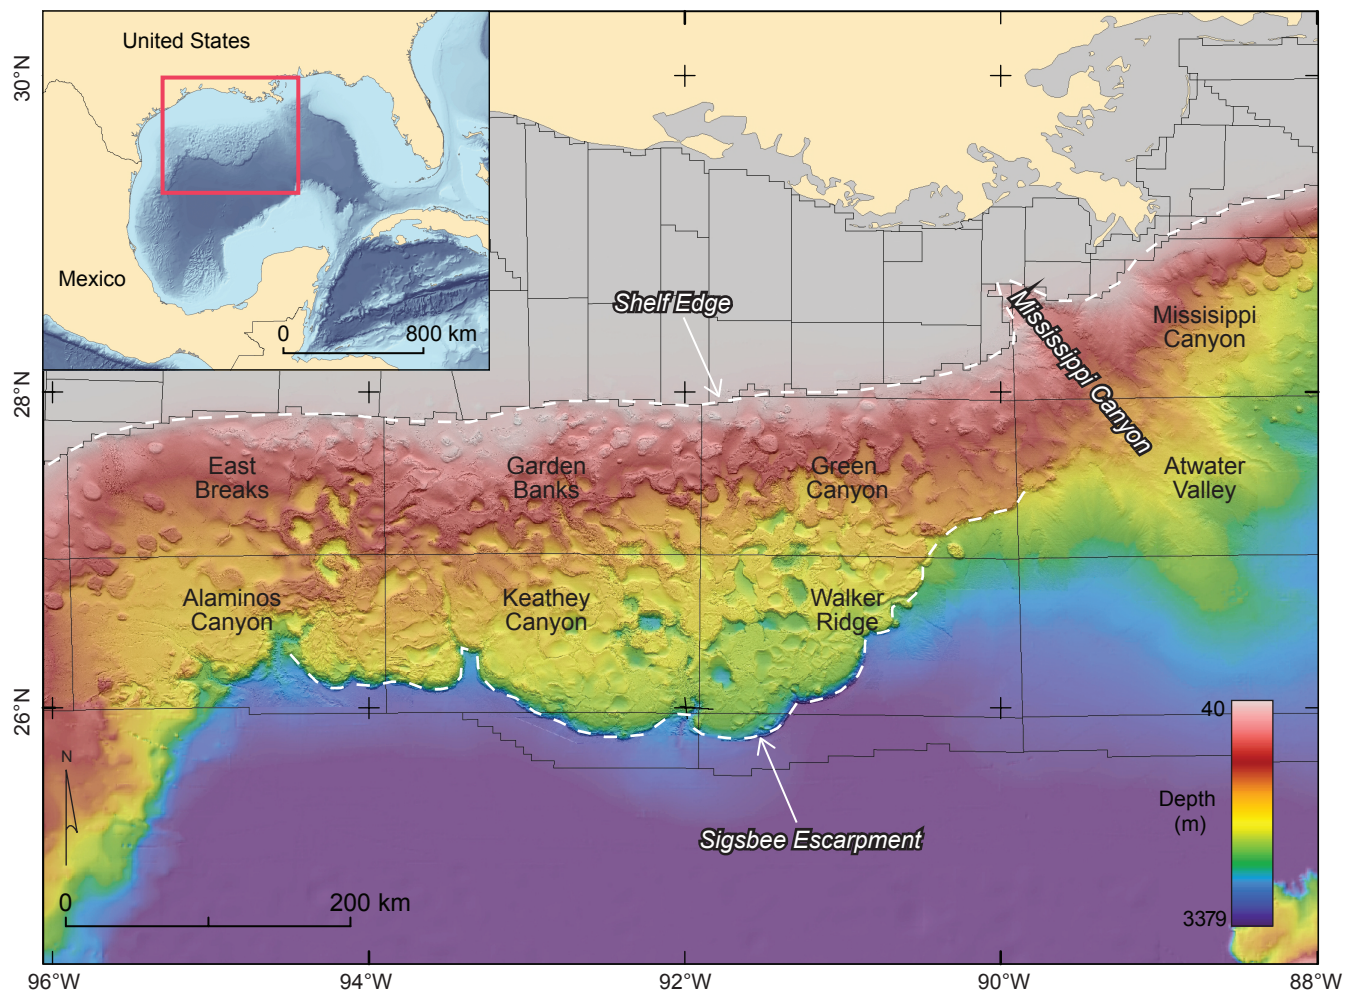 United States
Mexico
0 800 km
30°N
28°N
26°N
Shelf Edge
Mississippi Canyon
Missisippi
Canyon
East
Breaks
Garden
Banks
Green
Canyon
Atwater
Valley
Alaminos
Canyon
Keathey
Canyon
Walker
Ridge
Sigsbee Escarpment
N
0 200 km
40
Depth
(m)
3379
96°W 94°W 92°W 90°W 88°W